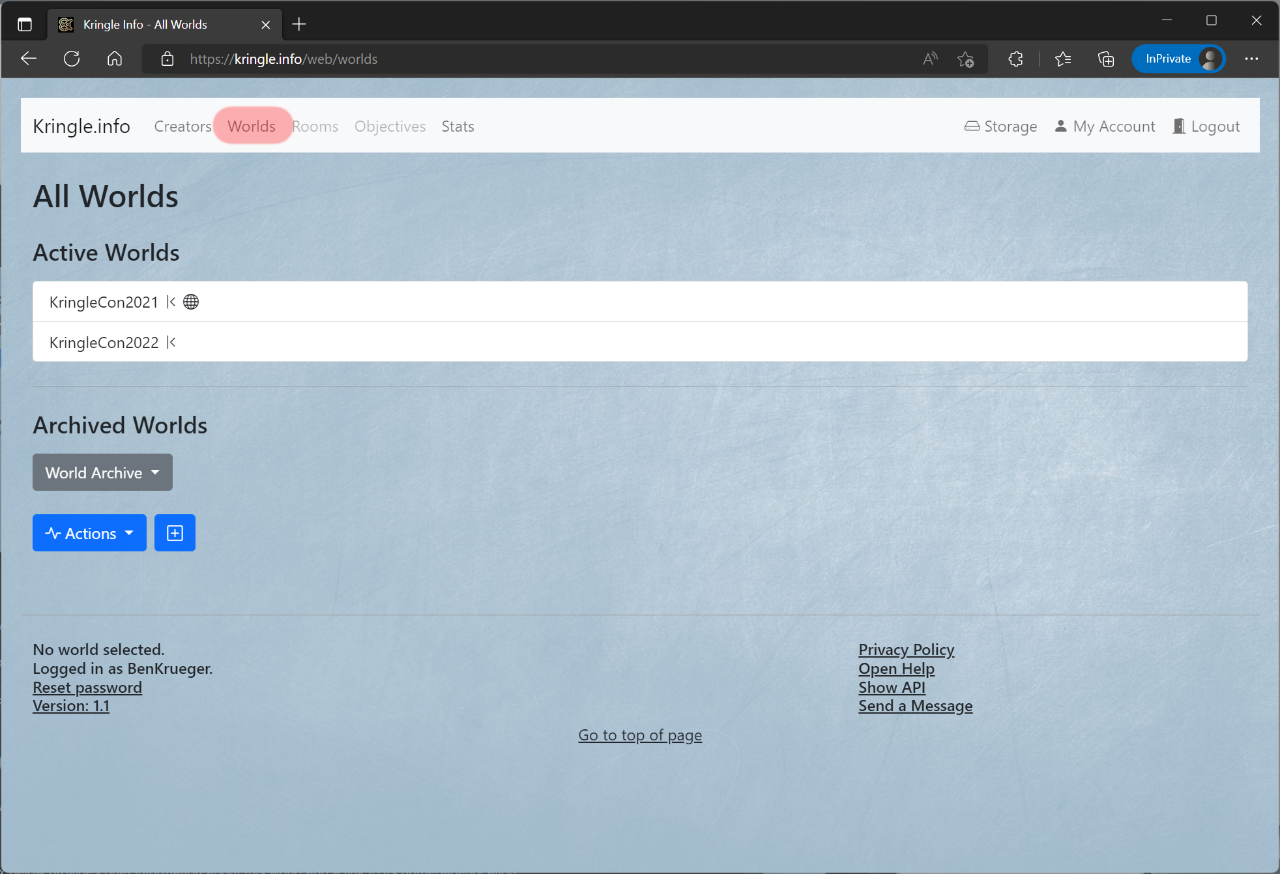 Kringle Info - All Worlds
https://kringle.info/web/worlds
InPrivate
Kringle.info Creators Worlds Rooms Objectives Stats Storage My Account Logout
All Worlds
Active Worlds
KringleCon2021
KringleCon2022
Archived Worlds
World Archive
Actions
No world selected.
Logged in as BenKrueger.
Reset password
Version: 1.1
Privacy Policy
Open Help
Show API
Send a Message
Go to top of page